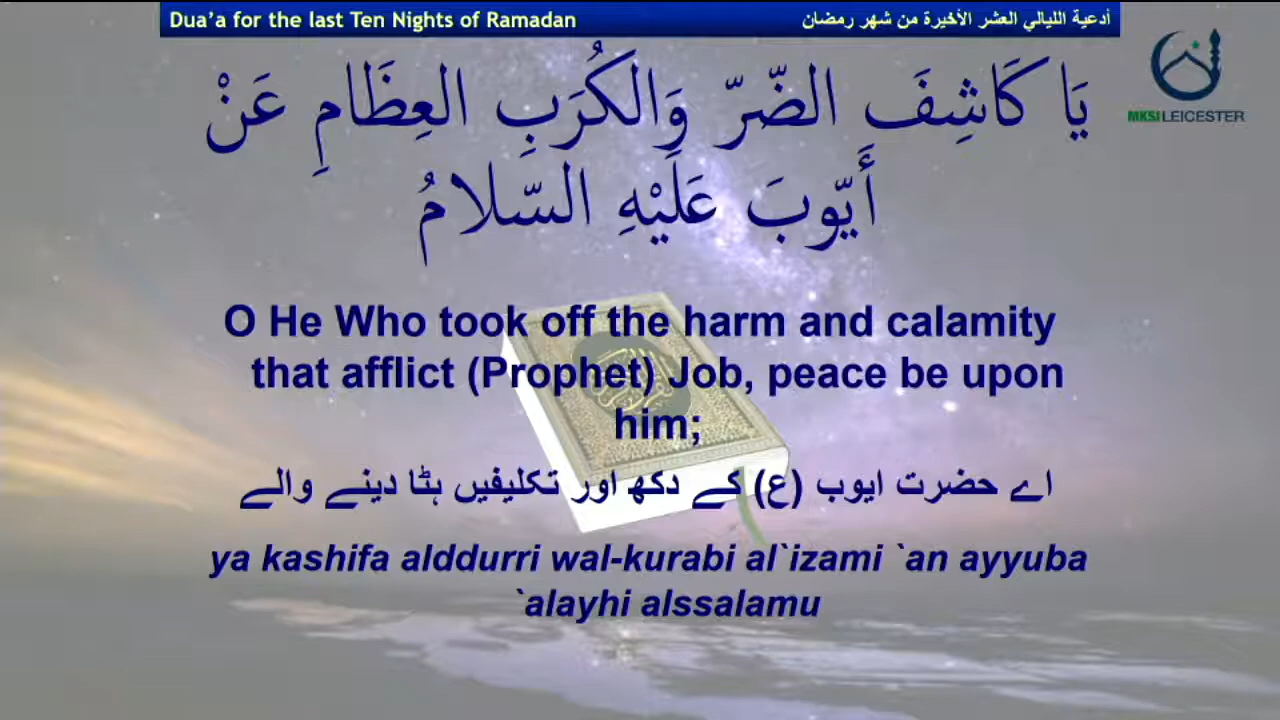 Dua’a for the last Ten Nights of Ramadan
أدعية الليالي العشر الأخيرة من شهر رمضان
MKSI LEICESTER
يَا كَاشِفَ الضّرّ وَالكُرَبِ العِظَامِ عَنْ
أَيّوبَ عَلَيْهِ السّلامُ
O He Who took off the harm and calamity
that afflict (Prophet) Job, peace be upon
him;
اے حضرت ایوب (ع) کے دکھ اور تکلیفیں ہٹا دینے والے
ya kashifa alddurri wal-kurabi al`izami `an ayyuba
`alayhi alssalamu